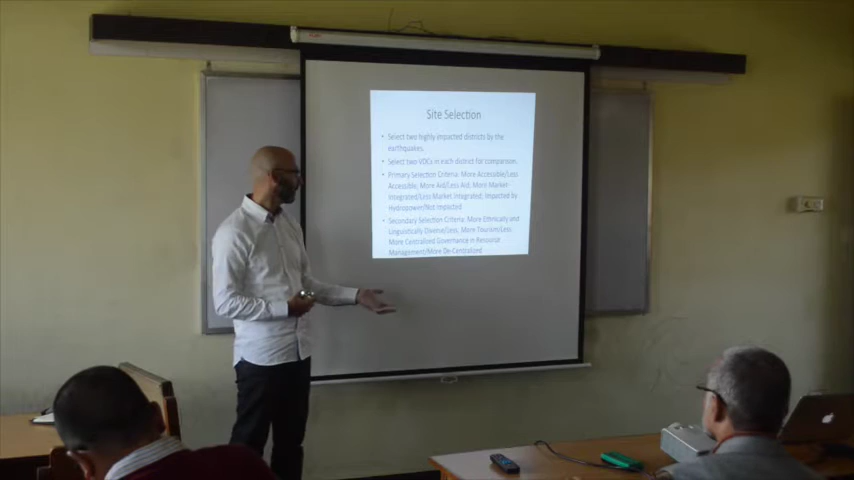 Site Selection
• Select two highly impacted districts by the
earthquakes.
• Select two VDCs in each district for comparison.
• Primary Selection Criteria: More Accessible/Less
Accessible; More Aid/Less Aid; More Market
Integrated/Less Market Integrated; Impacted by
Hydropower/Not Impacted
• Secondary Selection Criteria: More Ethnically and
Linguistically Diverse/Less; More Tourism/Less;
More Centralized Governance in Resource
Management/More De-Centralized